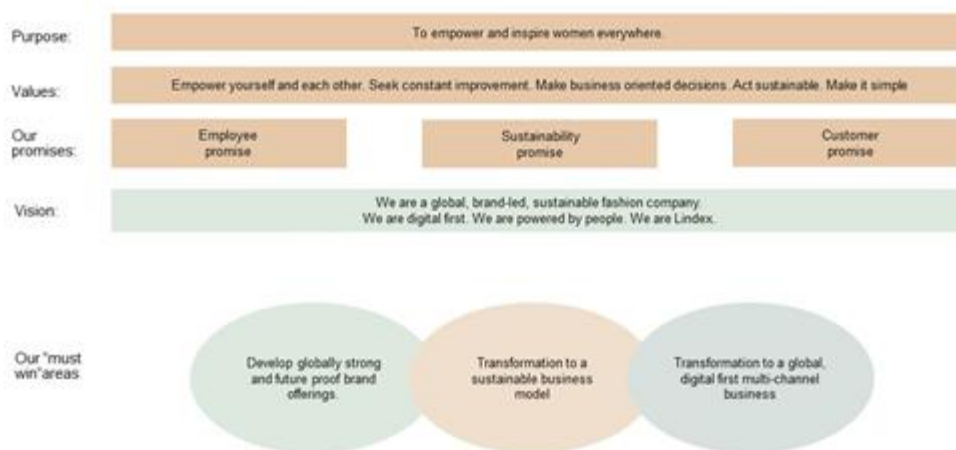 Purpose:
To empower and inspire women everywhere.
Values:
Empower yourself and each other. Seek constant improvement. Make business oriented decisions. Act sustainable. Make it simple
Our
promises:
Employee
promise
Sustainability
promise
Customer
promise
Vision:
We are a global, brand-led, sustainable fashion company.
We are digital first. We are powered by people. We are Lindex.
Our "must
win"areas
Develop globally strong
and future proof brand
offerings.
Transformation to a
sustainable business
model
Transformation to a global,
digital first multi-channel
business